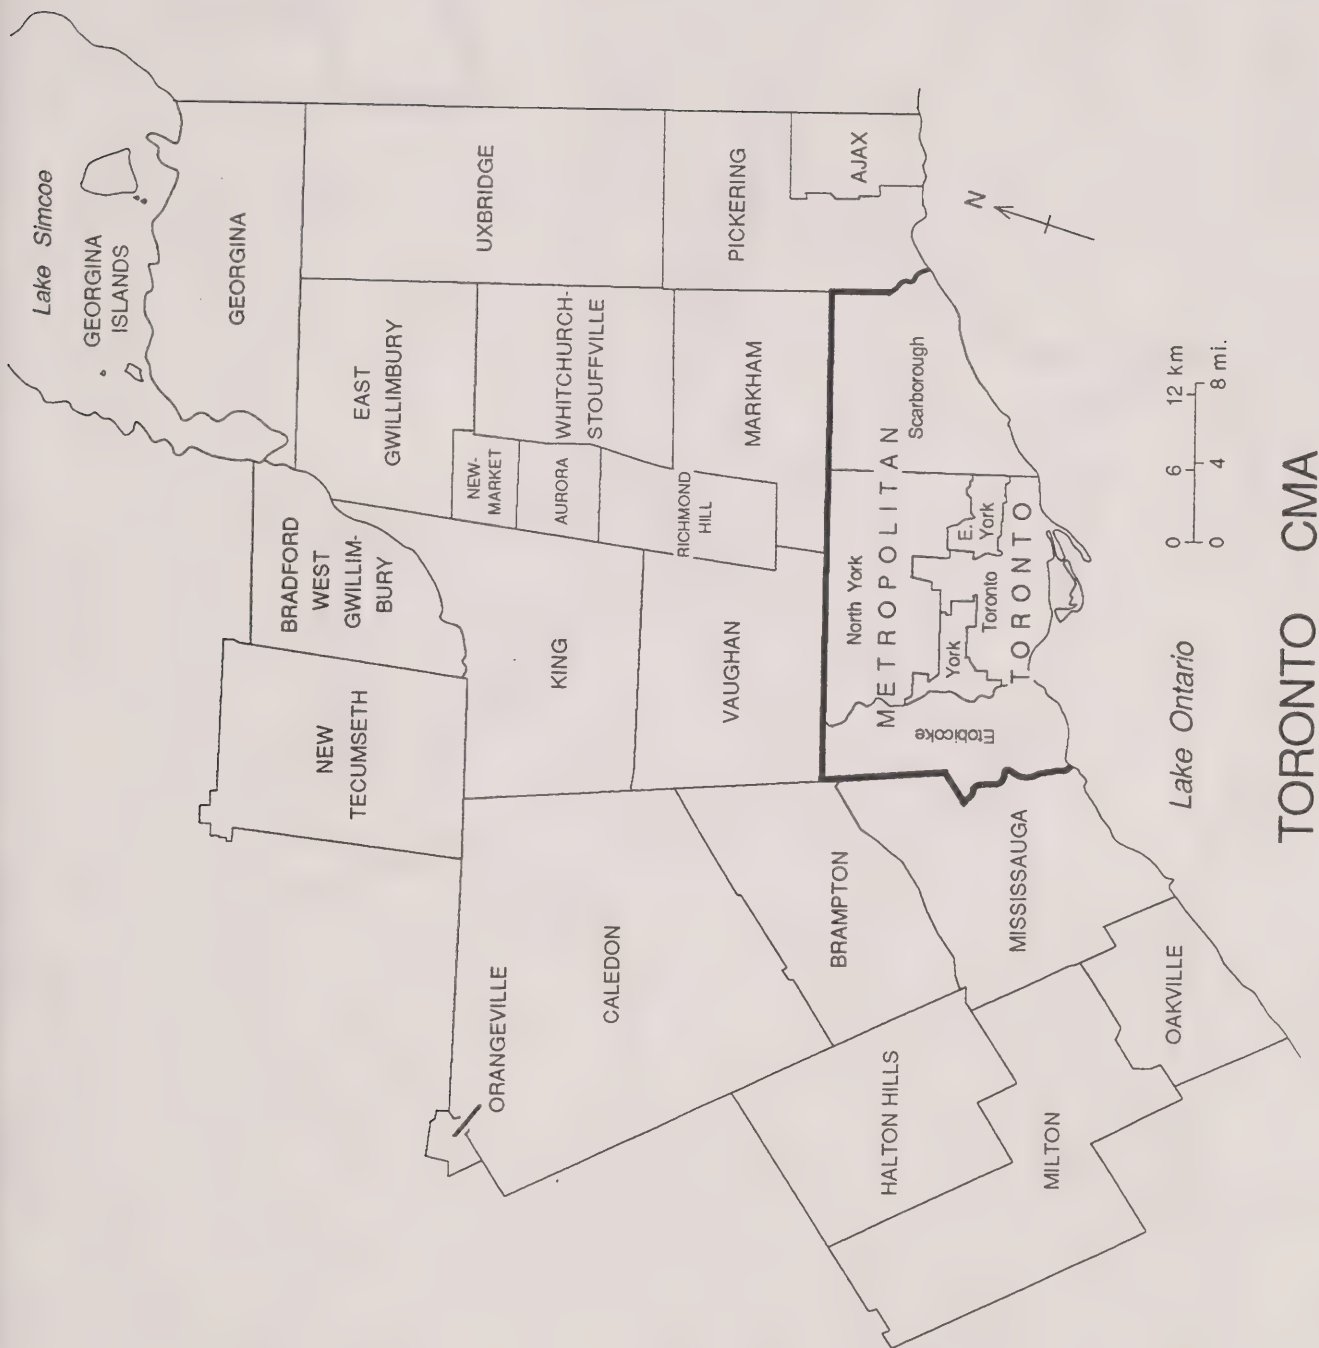 Lake Simcoe
GEORGINA
ISLANDS
GEORGINA
BRADFORD
WEST
GWILLIM-
BURY
NEW
TECUMSETH
EAST
GWILLIMBURY
UXBRIDGE
NEW-
MARKET
AURORA
WHITCHURCH-
STOUFFVILLE
KING
ORANGEVILLE
CALEDON
RICHMOND
HILL
VAUGHAN
MARKHAM
PICKERING
AJAX
BRAMPTON
North York
METROPOLITAN
Scarborough
Etobicoke
York
Toronto
E.
York
TORONTO
HALTON HILLS
MISSISSAUGA
MILTON
OAKVILLE
N
Lake Ontario
0 6 12 km
0 4 8 mi.
TORONTO CMA